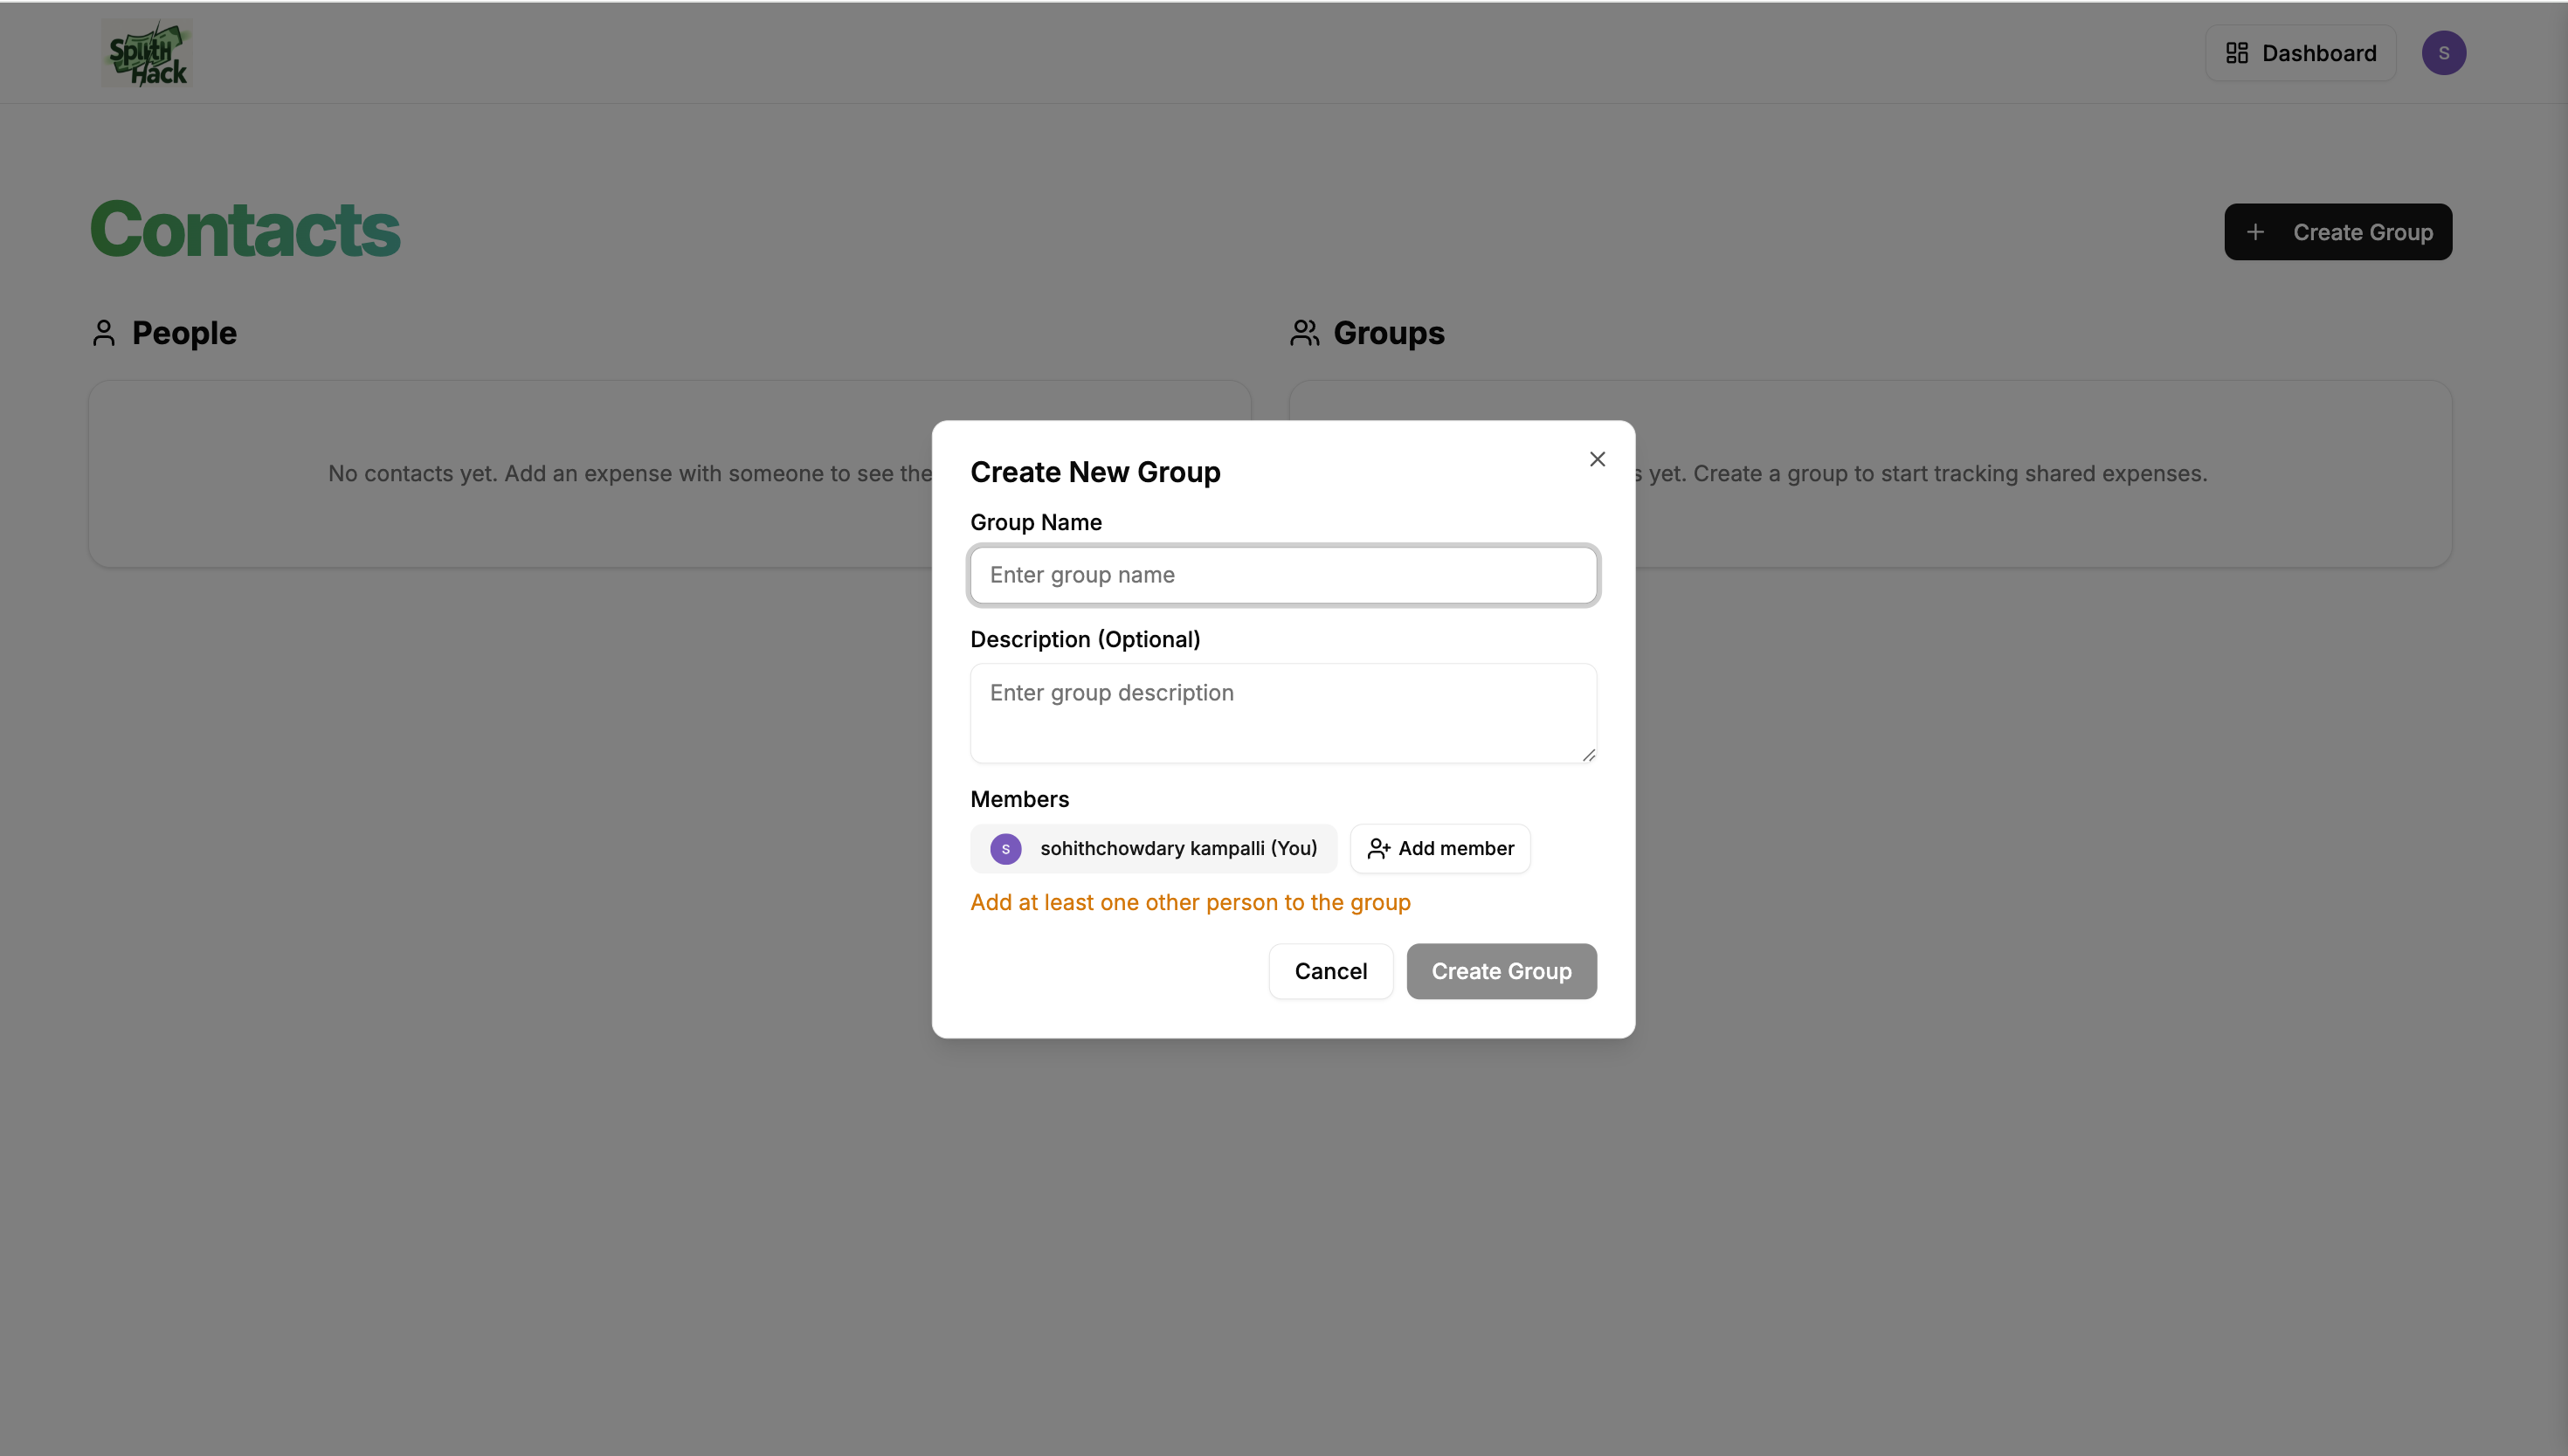 Split
Hack
Dashboard
S
Contacts
Create Group
People
Groups
No contacts yet. Add an expense with someone to see the
s yet. Create a group to start tracking shared expenses.
Create New Group
Group Name
Enter group name
Description (Optional)
Enter group description
Members
S
sohithchowdary kampalli (You)
Add member
Add at least one other person to the group
Cancel
Create Group